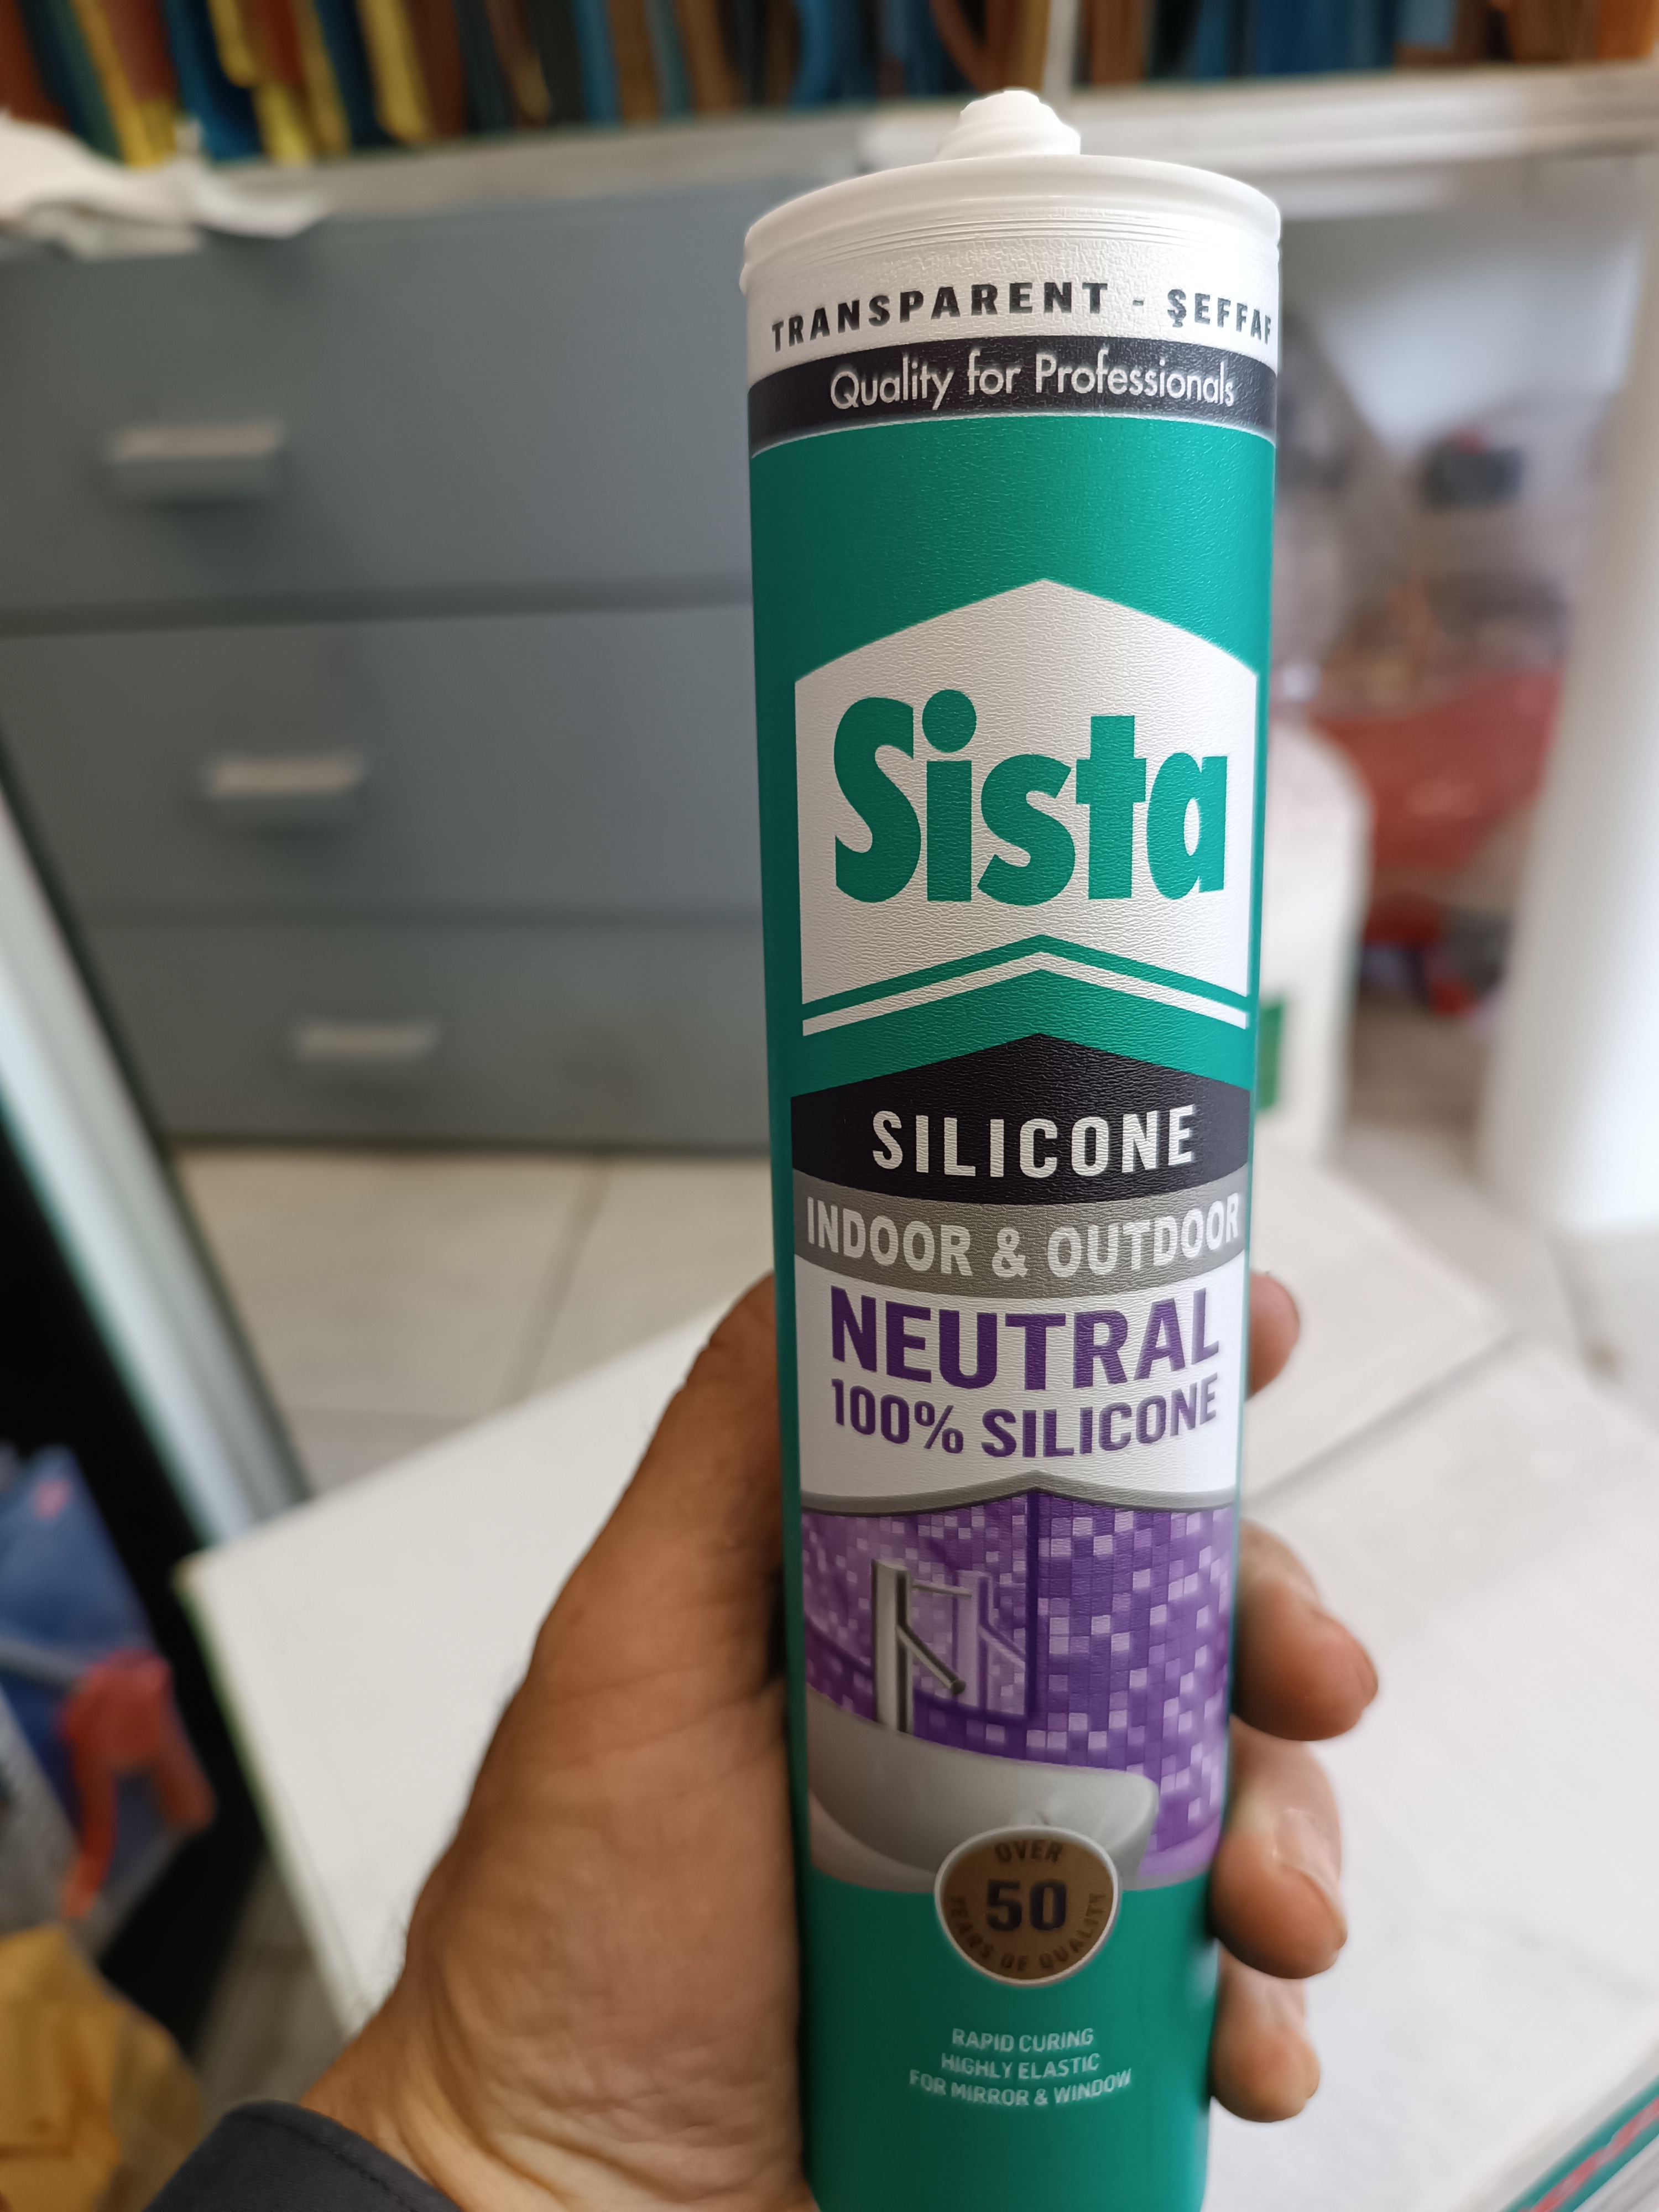 TRANSPARENT - ŞEFFAF
Quality for Professionals
Sista
SILICONE
INDOOR & OUTDOOR
NEUTRAL
100% SILICONE
OVER
50
YEARS OF QUALITY
RAPID CURING
HIGHLY ELASTIC
FOR MIRROR & WINDOW